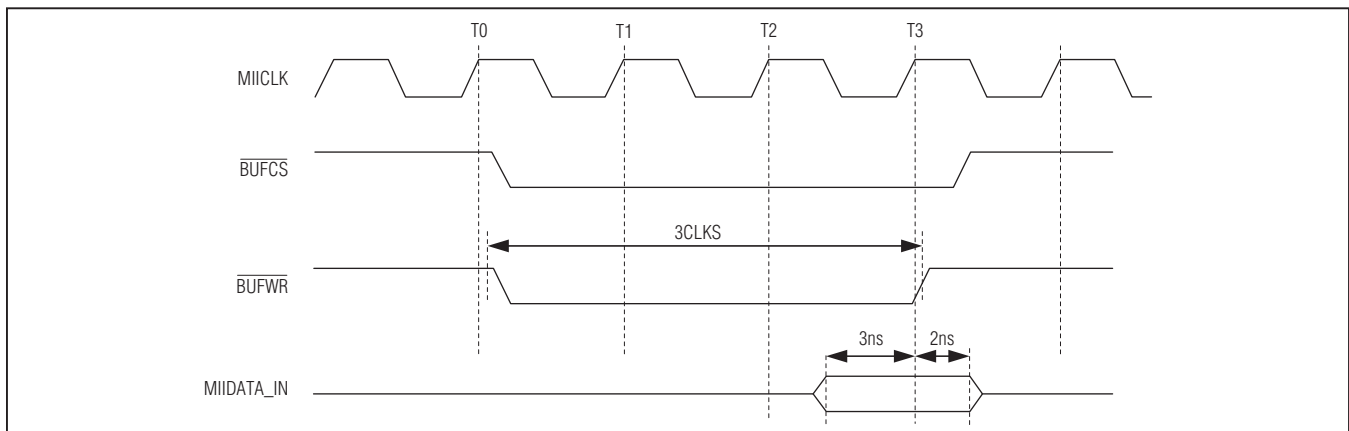 T0 T1 T2 T3
MIICLK
BUFCS
3CLKS
BUFWR
3ns 2ns
MIIDATA_IN